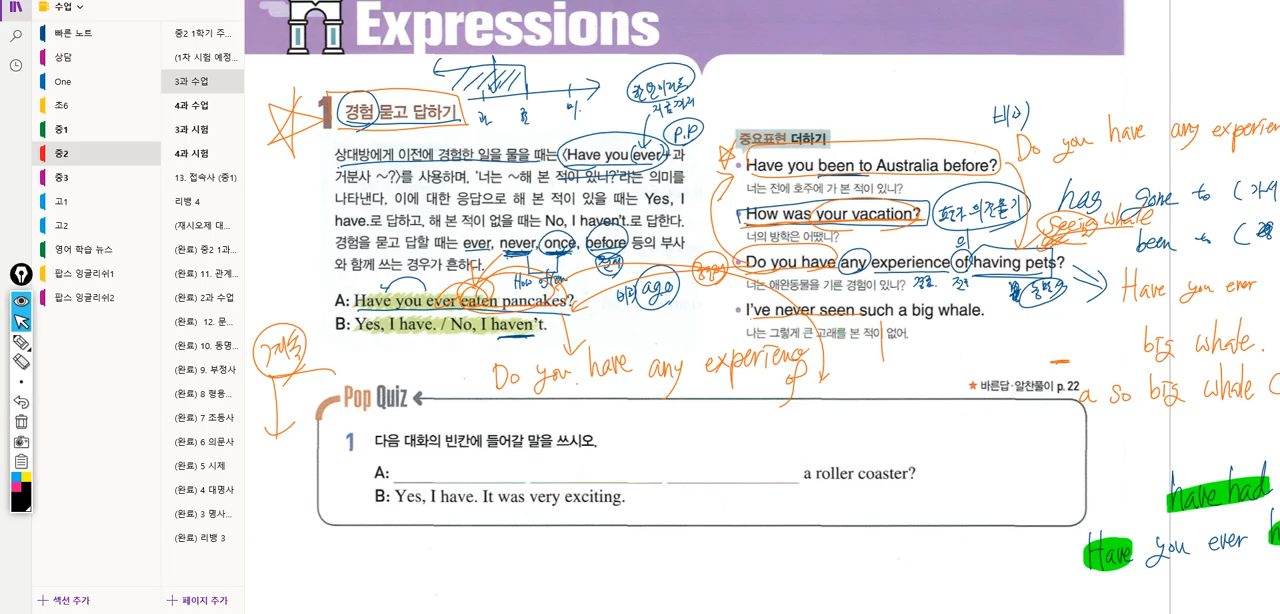 수업
빠른 노트
상담
One
초6
중1
중2
중3
고1
고2
영어 학습 뉴스
팝스 잉글리쉬1
팝스 잉글리쉬2
섹션 추가
중2 1학기 주...
(1차 시험 예정...
3과 수업
4과 수업
3과 시험
4과 시험
13. 접속사 (중1)
리뱅 4
(재시오제 대...
(완료) 중2 1과...
(완료) 11. 관계...
(완료) 2과 수업
(완료) 12. 문...
(완료) 10. 동명...
(완료) 9. 부정사
(완료) 8 형용...
(완료) 7 조동사
(완료) 6 의문사
(완료) 5 시제
(완료) 4 대명사
(완료) 3 명사...
(완료) 리뱅 3
페이지 추가
Expressions
1 경험 묻고 답하기
과 현 미
P.P
상대방에게 이전에 경험한 일을 물을 때는 〈Have you ever+과
거분사 ~?〉를 사용하며, '너는 ~해 본 적이 있니?'라는 의미를
나타낸다. 이에 대한 응답으로 해 본 적이 있을 때는 Yes, I
have.로 답하고, 해 본 적이 없을 때는 No, I haven't.로 답한다.
경험을 묻고 답할 때는 ever, never, once, before 등의 부사
와 함께 쓰는 경우가 흔하다.
How often
ago
A: Have you ever eaten pancakes?
B: Yes, I have. / No, I haven't.
Do you have any experience
of
중요표현 더하기
Have you been to Australia before?
너는 전에 호주에 가 본 적이 있니?
How was your vacation?
너의 방학은 어땠니?
Do you have any experience of having pets?
너는 애완동물을 기른 경험이 있니?
I've never seen such a big whale.
나는 그렇게 큰 고래를 본 적이 없어.
Do you have any experien
has gone to (
seeing whale
been to (
Have you ever
big whale.
a so big whale (
★ 바른답·알찬풀이 p. 22
Pop Quiz
1 다음 대화의 빈칸에 들어갈 말을 쓰시오.
A: a roller coaster?
B: Yes, I have. It was very exciting.
have had
Have you ever h